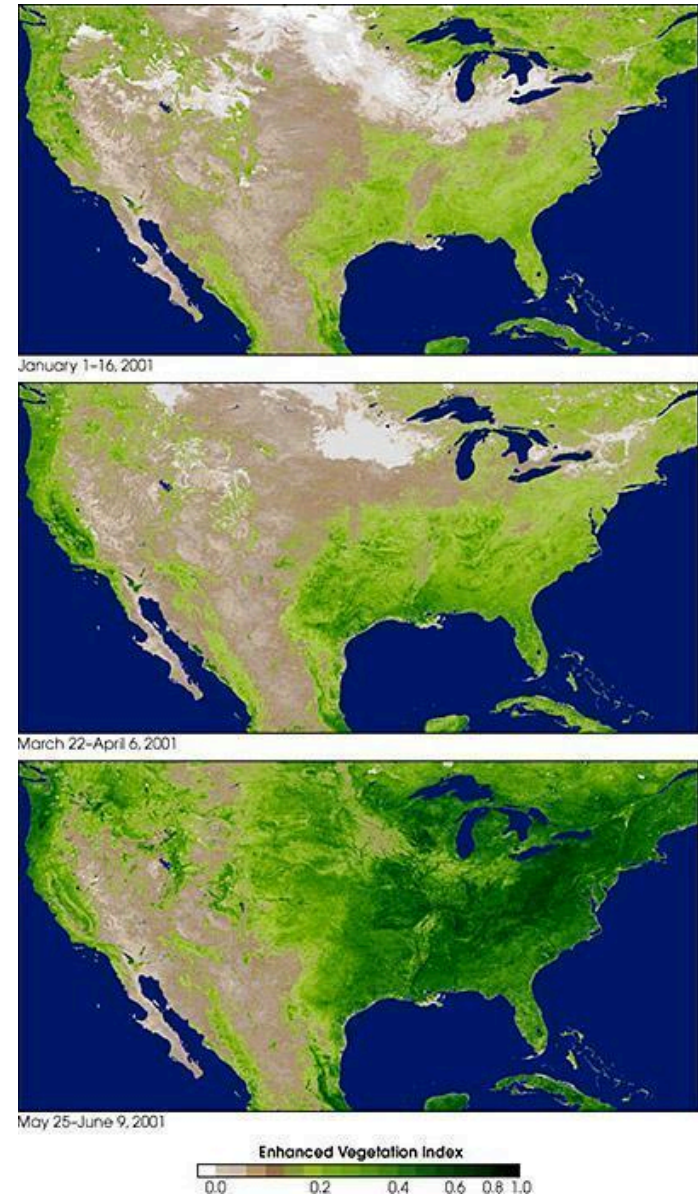 January 1–16, 2001
March 22–April 6, 2001
May 25–June 9, 2001
Enhanced Vegetation Index
0.0 0.2 0.4 0.6 0.8 1.0